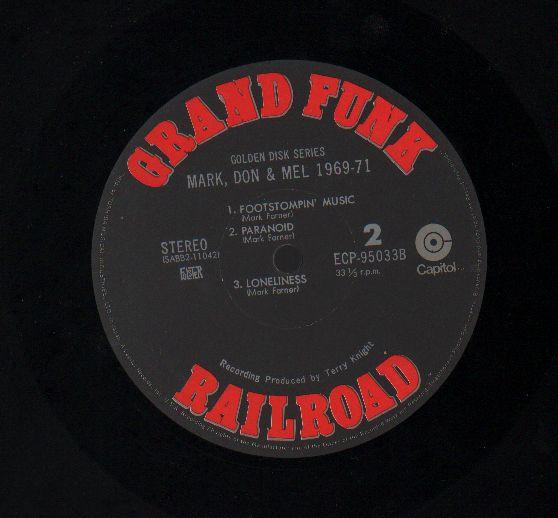 GRAND FUNK
GOLDEN DISK SERIES
MARK, DON & MEL 1969-71
1. FOOTSTOMPIN' MUSIC
(Mark Farner)
2. PARANOID
(Mark Farner)
3. LONELINESS
(Mark Farner)
STEREO
(SABB2-11042)
2
ECP-95033B
33 1/3 r.p.m.
Capitol
Recording Produced by Terry Knight
RAILROAD